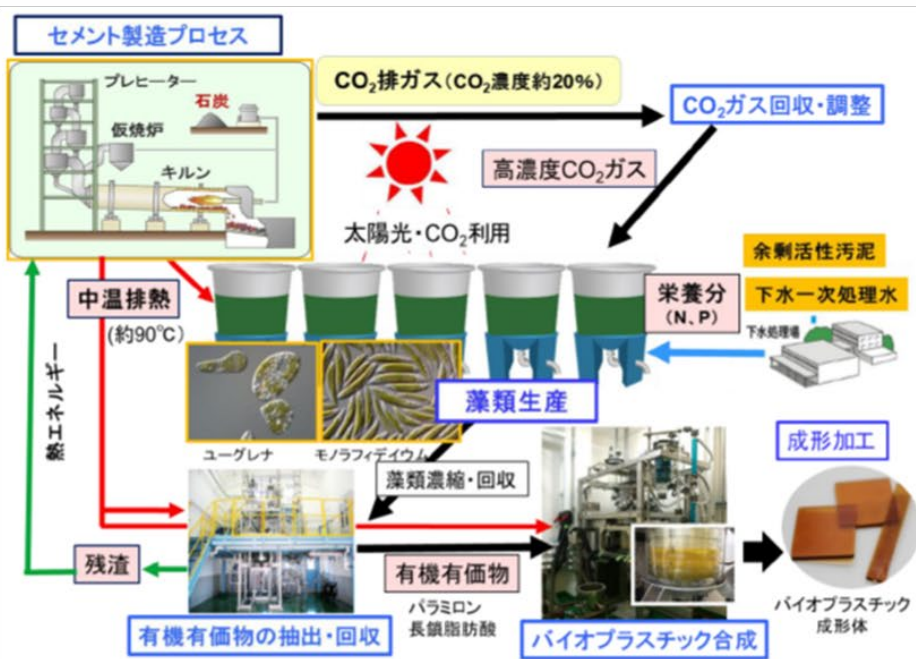 セメント製造プロセス
プレヒーター
石炭
仮焼炉
キルン
CO₂排ガス(CO₂濃度約20%)
CO₂ガス回収・調整
高濃度CO₂ガス
太陽光・CO₂利用
余剰活性汚泥
下水一次処理水
下水処理場
栄養分
(N、P)
中温排熱
(約90℃)
熱エネルギー
藻類生産
ユーグレナ
モノラフィデイウム
藻類濃縮・回収
成形加工
残渣
有機有価物
パラミロン
長鎖脂肪酸
有機有価物の抽出・回収
バイオプラスチック合成
バイオプラスチック
成形体